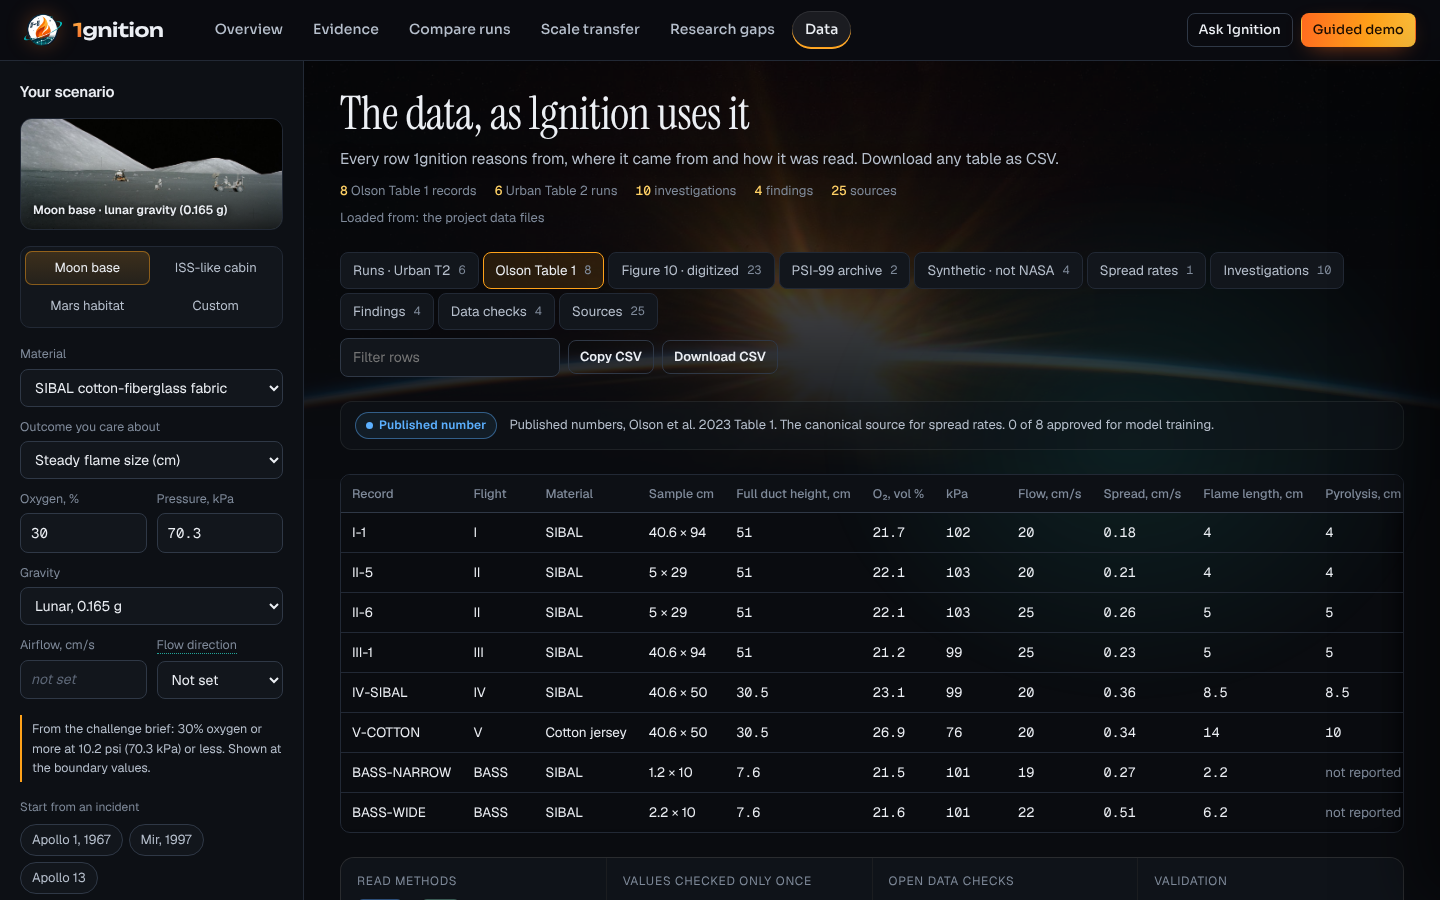 1gnition
Overview
Evidence
Compare runs
Scale transfer
Research gaps
Data
Ask 1gnition
Guided demo
Your scenario
Moon base · lunar gravity (0.165 g)
Moon base
ISS-like cabin
Mars habitat
Custom
Material
SIBAL cotton-fiberglass fabric
Outcome you care about
Steady flame size (cm)
Oxygen, %
Pressure, kPa
30
70.3
Gravity
Lunar, 0.165 g
Airflow, cm/s
Flow direction
not set
Not set
From the challenge brief: 30% oxygen or
more at 10.2 psi (70.3 kPa) or less. Shown at
the boundary values.
Start from an incident
Apollo 1, 1967
Mir, 1997
Apollo 13
The data, as 1gnition uses it
Every row 1gnition reasons from, where it came from and how it was read. Download any table as CSV.
8 Olson Table 1 records
6 Urban Table 2 runs
10 investigations
4 findings
25 sources
Loaded from: the project data files
Runs · Urban T2 6
Olson Table 1 8
Figure 10 · digitized 23
PSI-99 archive 2
Synthetic · not NASA 4
Spread rates 1
Investigations 10
Findings 4
Data checks 4
Sources 25
Filter rows
Copy CSV
Download CSV
Published number
Published numbers, Olson et al. 2023 Table 1. The canonical source for spread rates. 0 of 8 approved for model training.
Record Flight Material Sample cm Full duct height, cm O₂, vol % kPa Flow, cm/s Spread, cm/s Flame length, cm Pyrolysis, cm
I-1 I SIBAL 40.6 × 94 51 21.7 102 20 0.18 4 4
II-5 II SIBAL 5 × 29 51 22.1 103 20 0.21 4 4
II-6 II SIBAL 5 × 29 51 22.1 103 25 0.26 5 5
III-1 III SIBAL 40.6 × 94 51 21.2 99 25 0.23 5 5
IV-SIBAL IV SIBAL 40.6 × 50 30.5 23.1 99 20 0.36 8.5 8.5
V-COTTON V Cotton jersey 40.6 × 50 30.5 26.9 76 20 0.34 14 10
BASS-NARROW BASS SIBAL 1.2 × 10 7.6 21.5 101 19 0.27 2.2 not reported
BASS-WIDE BASS SIBAL 2.2 × 10 7.6 21.6 101 22 0.51 6.2 not reported
READ METHODS
VALUES CHECKED ONLY ONCE
OPEN DATA CHECKS
VALIDATION